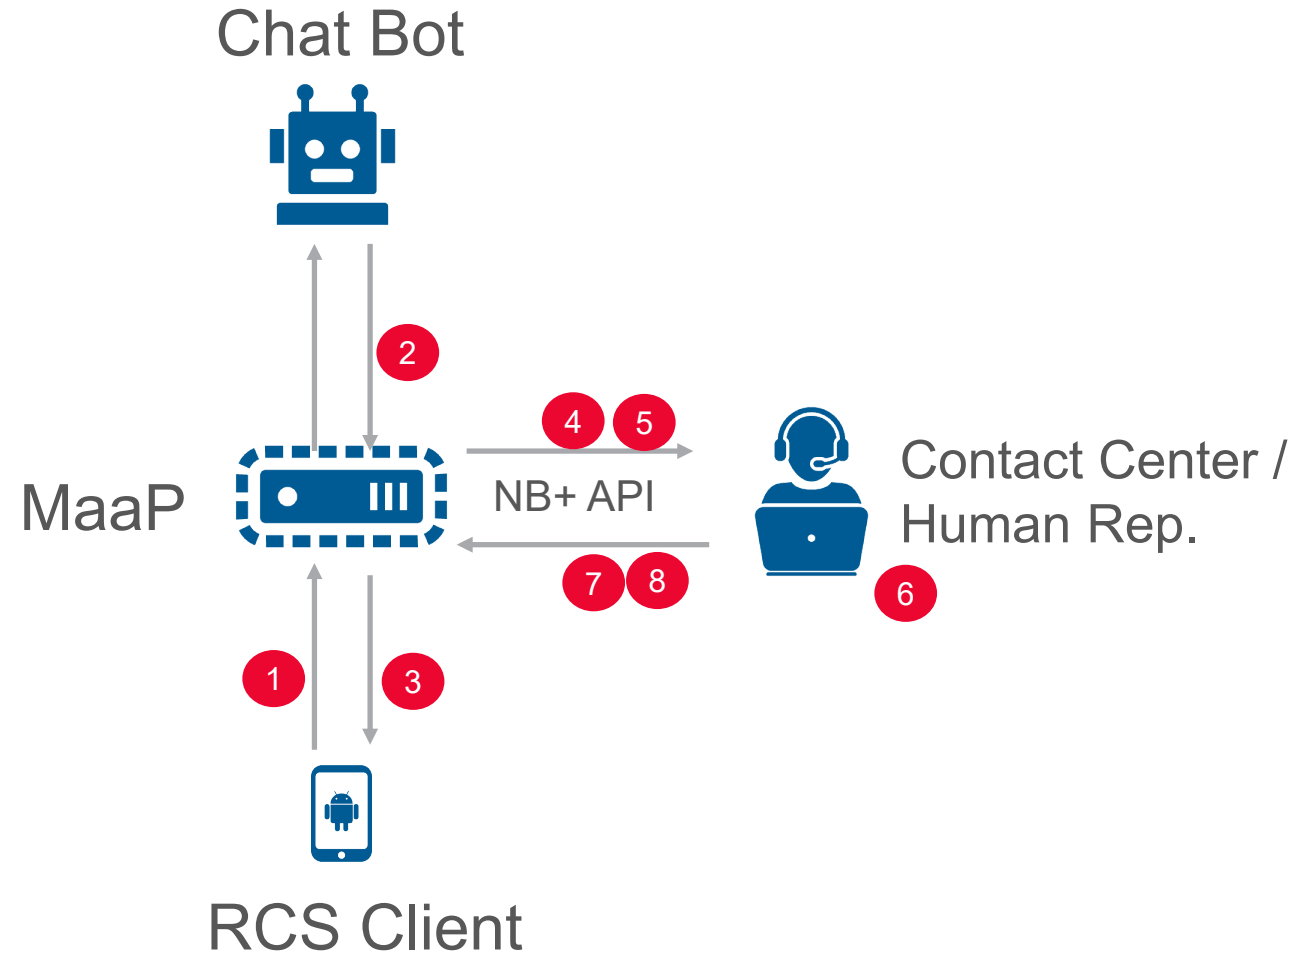 Chat Bot
2
4 5
MaaP
NB+ API
Contact Center /
Human Rep.
7 8
6
1
3
RCS Client